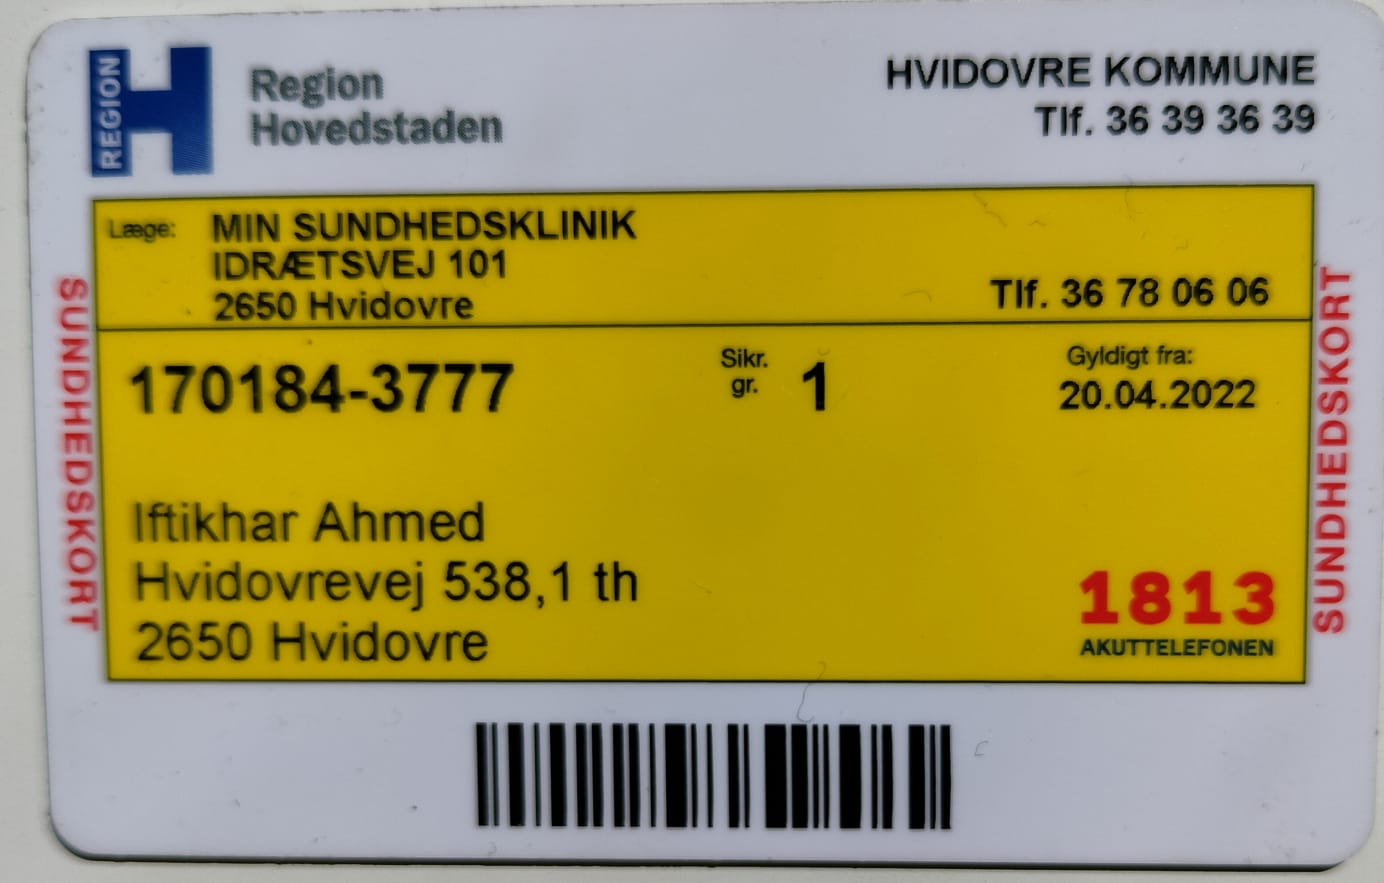 REGION
Region
Hovedstaden
HVIDOVRE KOMMUNE
Tlf. 36 39 36 39
Læge: MIN SUNDHEDSKLINIK
IDRÆTSVEJ 101
2650 Hvidovre
Tlf. 36 78 06 06
170184-3777
Sikr.
gr. 1
Gyldigt fra:
20.04.2022
Iftikhar Ahmed
Hvidovrevej 538,1 th
2650 Hvidovre
1813
AKUTTELEFONEN
SUNDHEDSKORT
SUNDHEDSKORT